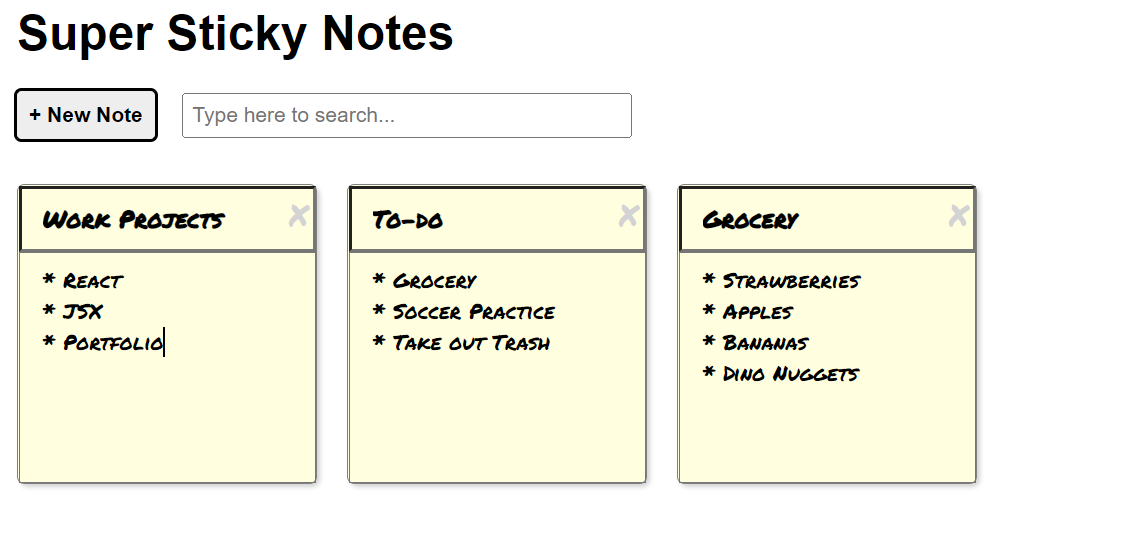 Super Sticky Notes
+ New Note
Type here to search...
Work Projects
* React
* JSX
* Portfolio
To-do
* Grocery
* Soccer Practice
* Take out Trash
Grocery
* Strawberries
* Apples
* Bananas
* Dino Nuggets